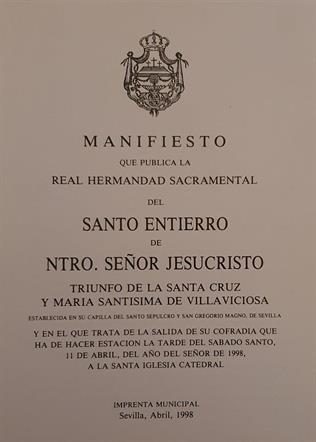 MANIFIESTO
QUE PUBLICA LA
REAL HERMANDAD SACRAMENTAL
DEL
SANTO ENTIERRO
DE
NTRO. SEÑOR JESUCRISTO
TRIUNFO DE LA SANTA CRUZ
Y MARIA SANTISIMA DE VILLAVICIOSA
ESTABLECIDA EN SU CAPILLA DEL SANTO SEPULCRO Y SAN GREGORIO MAGNO, DE SEVILLA
Y EN EL QUE TRATA DE LA SALIDA DE SU COFRADIA QUE
HA DE HACER ESTACION LA TARDE DEL SABADO SANTO,
11 DE ABRIL, DEL AÑO DEL SEÑOR DE 1998,
A LA SANTA IGLESIA CATEDRAL
IMPRENTA MUNICIPAL
Sevilla, Abril, 1998